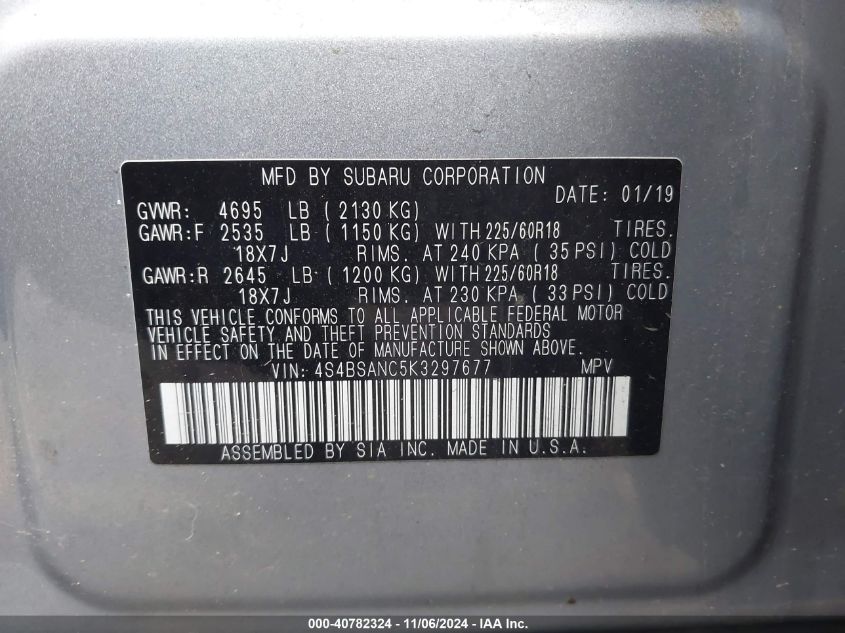 MFD BY SUBARU CORPORATION
DATE: 01/19
GVWR: 4695 LB ( 2130 KG)
GAWR:F 2535 LB ( 1150 KG) WITH 225/60R18 TIRES.
18X7J RIMS. AT 240 KPA ( 35 PSI) COLD
GAWR:R 2645 LB ( 1200 KG) WITH 225/60R18 TIRES.
18X7J RIMS. AT 230 KPA ( 33 PSI) COLD
THIS VEHICLE CONFORMS TO ALL APPLICABLE FEDERAL MOTOR
VEHICLE SAFETY AND THEFT PREVENTION STANDARDS
IN EFFECT ON THE DATE OF MANUFACTURE SHOWN ABOVE.
VIN: 4S4BSANC5K3297677 MPV
ASSEMBLED BY SIA INC. MADE IN U.S.A.
000-40782324 - 11/06/2024 - IAA Inc.